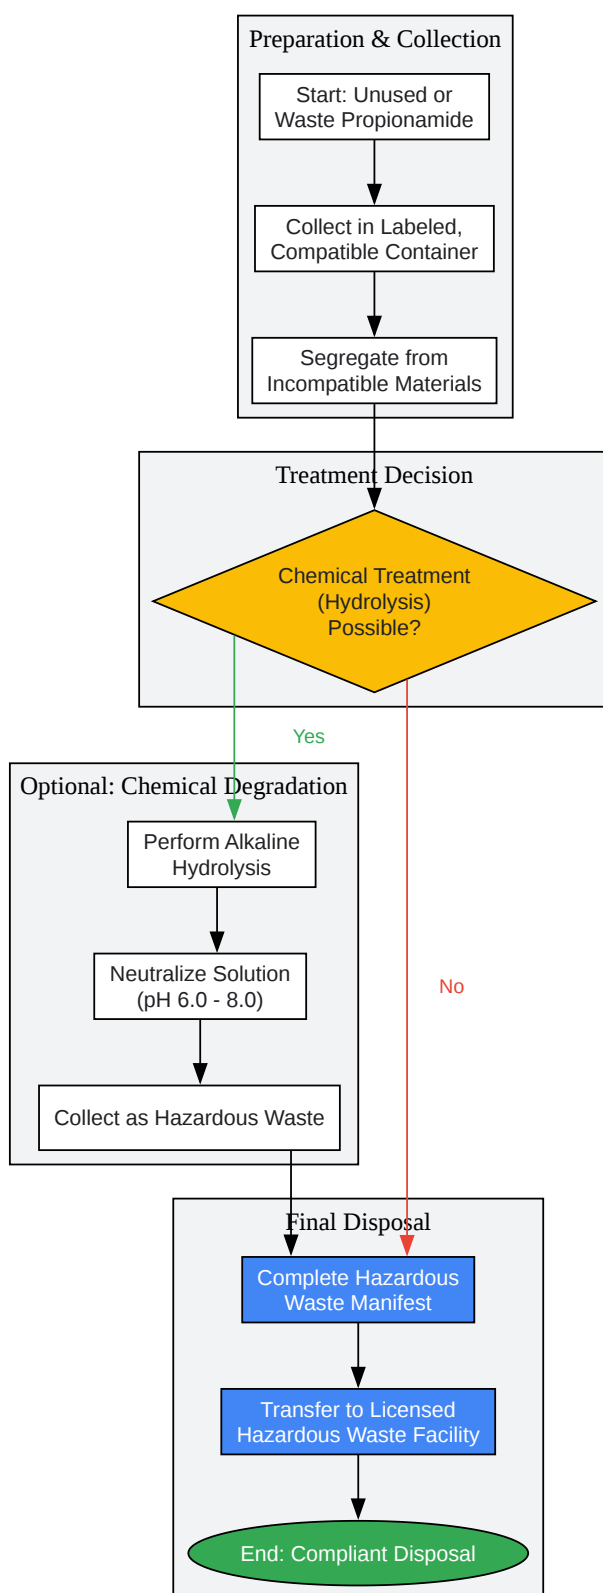 Preparation & Collection
Start: Unused or
Waste Propionamide
Collect in Labeled,
Compatible Container
Segregate from
Incompatible Materials
Treatment Decision
Chemical Treatment
(Hydrolysis)
Possible?
Yes
Optional: Chemical Degradation
Perform Alkaline
Hydrolysis
Neutralize Solution
(pH 6.0 - 8.0)
No
Collect as Hazardous Waste
Final Disposal
Complete Hazardous
Waste Manifest
Transfer to Licensed
Hazardous Waste Facility
End: Compliant Disposal